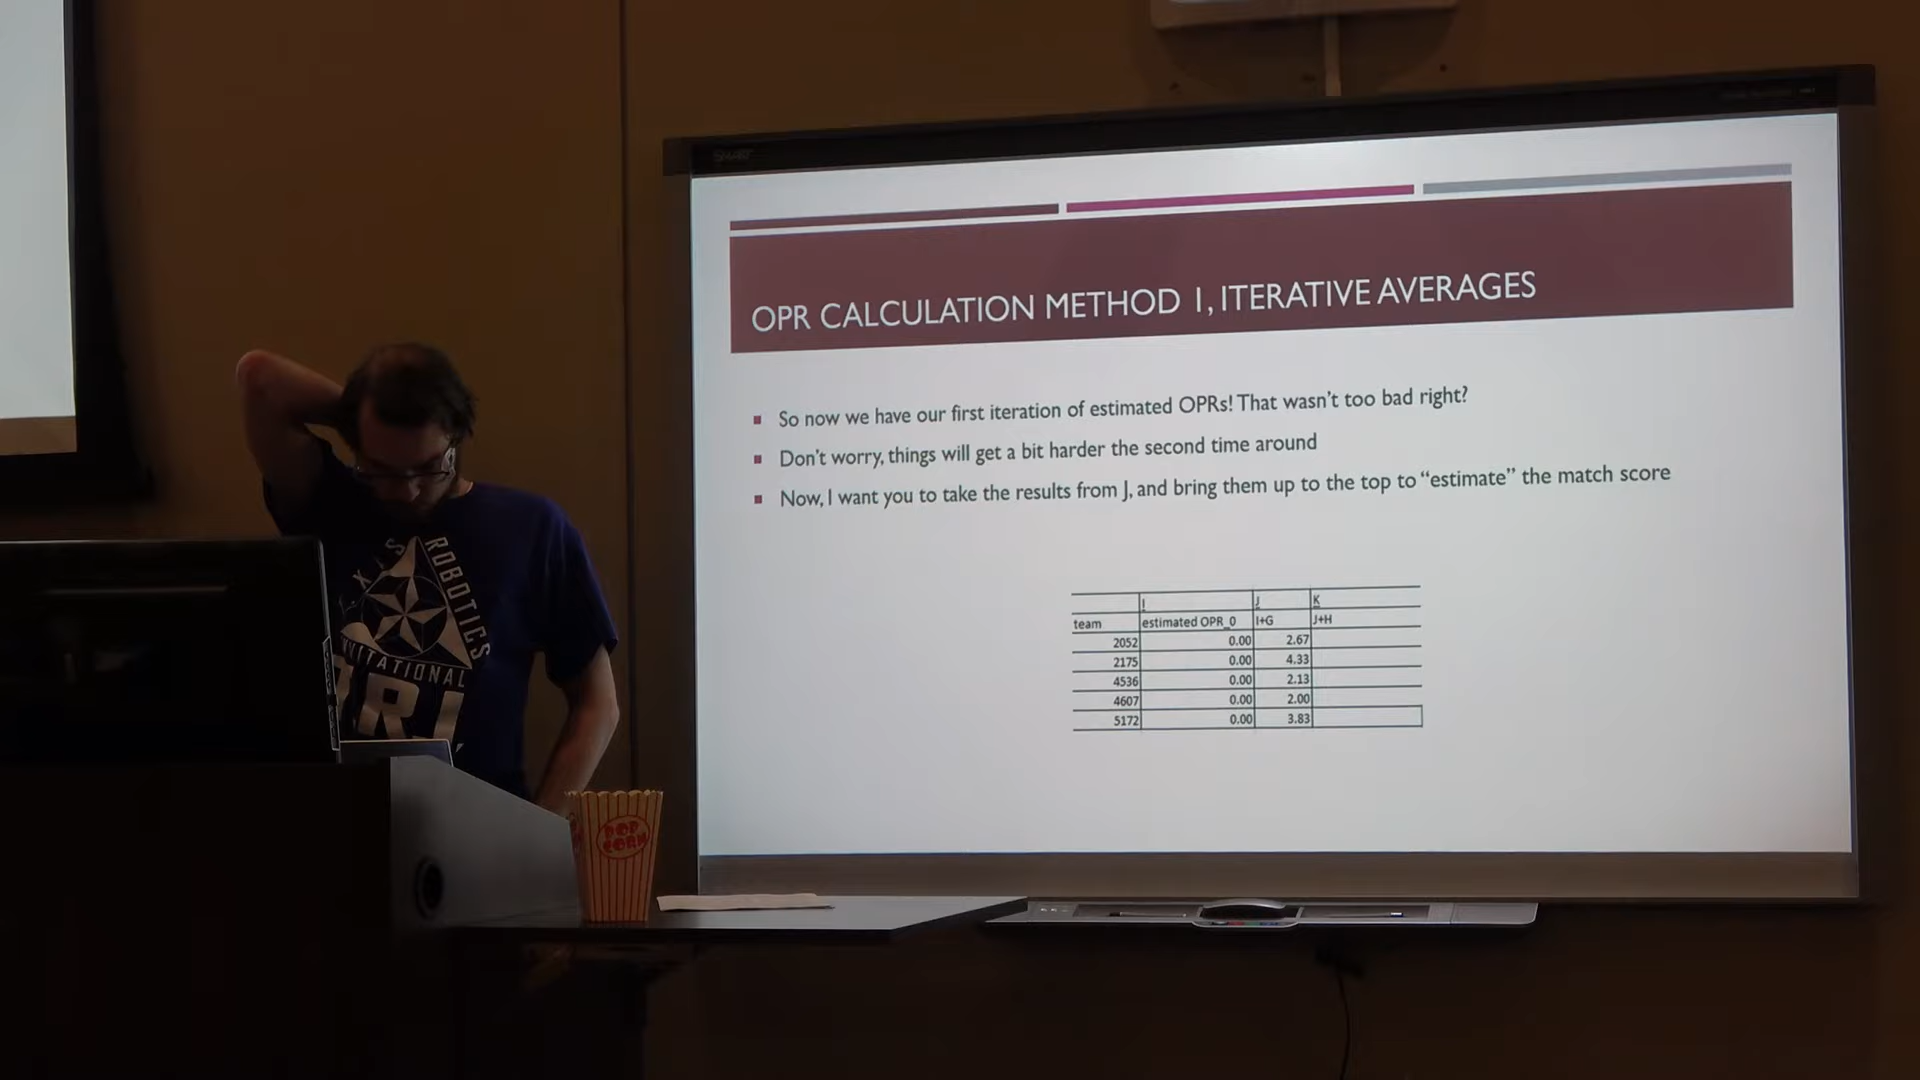 SMART
OPR CALCULATION METHOD 1, ITERATIVE AVERAGES
So now we have our first iteration of estimated OPRs! That wasn't too bad right?
Don't worry, things will get a bit harder the second time around
Now, I want you to take the results from J, and bring them up to the top to "estimate" the match score
I J K
team estimated OPR_0 I+G J+H
2052 0.00 2.67
2175 0.00 4.33
4536 0.00 2.13
4607 0.00 2.00
5172 0.00 3.83
ROBOTICS
POP
CORN